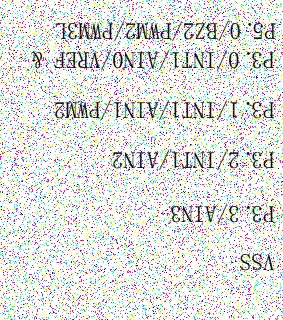 VSS
P3.3/AIN3
P3.2/INT1/AIN2
P3.1/INT1/AIN1/PWM2
P3.0/INT1/AIN0/VREF &
P5.0/BZ2/PWM2/PWM3L